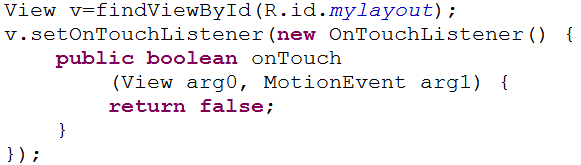 View v=findViewById(R.id.mylayout);
v.setOnTouchListener(new OnTouchListener() {
    public boolean onTouch
        (View arg0, MotionEvent arg1) {
        return false;
    }
});